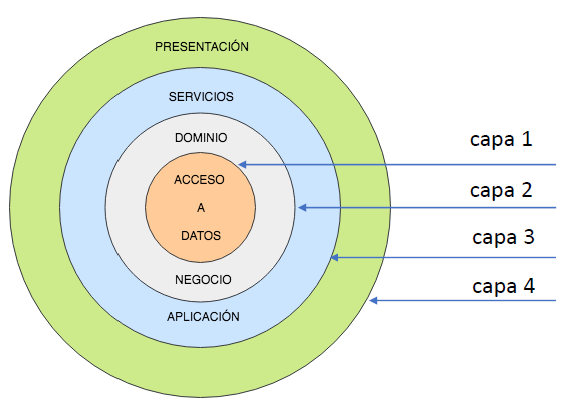 PRESENTACIÓN
SERVICIOS
DOMINIO
ACCESO
A
DATOS
NEGOCIO
APLICACIÓN
capa 1
capa 2
capa 3
capa 4